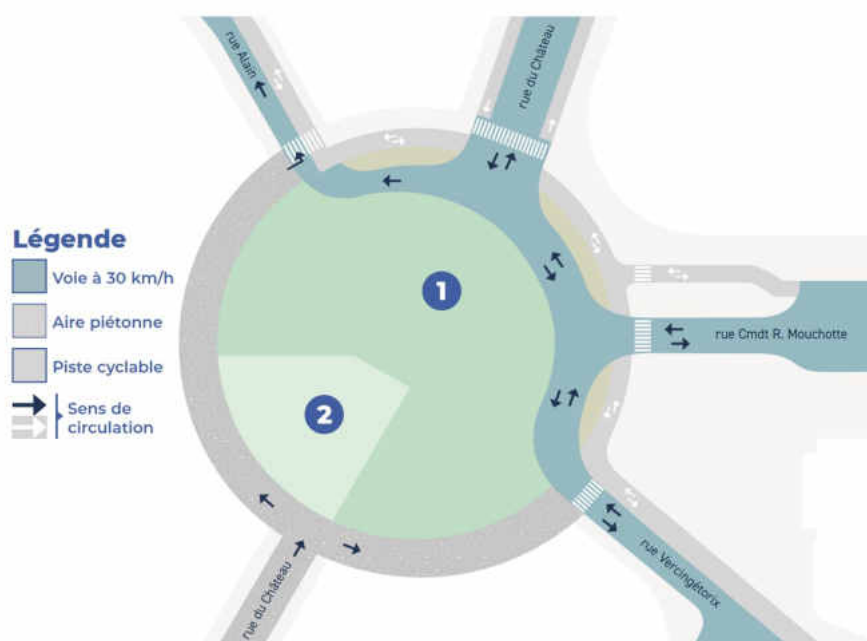 rue Alain
rue du Château
Légende
Voie à 30 km/h
Aire piétonne
Piste cyclable
Sens de
circulation
1
2
rue Cmdt R. Mouchotte
rue Vercingétorix
rue du Château